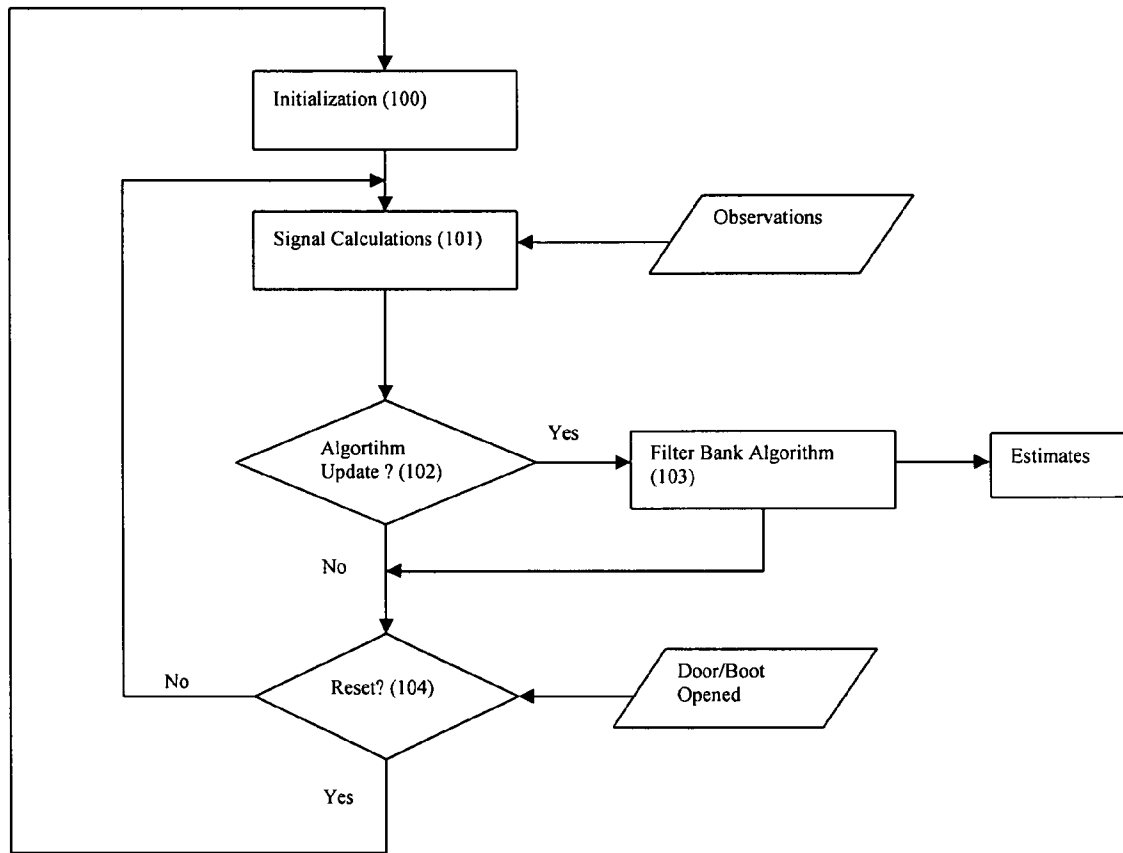 Initialization (100)
Signal Calculations (101)
Observations
Algortihm
Update ? (102)
Yes
Filter Bank Algorithm
(103)
Estimates
No
No
Reset? (104)
Door/Boot
Opened
Yes